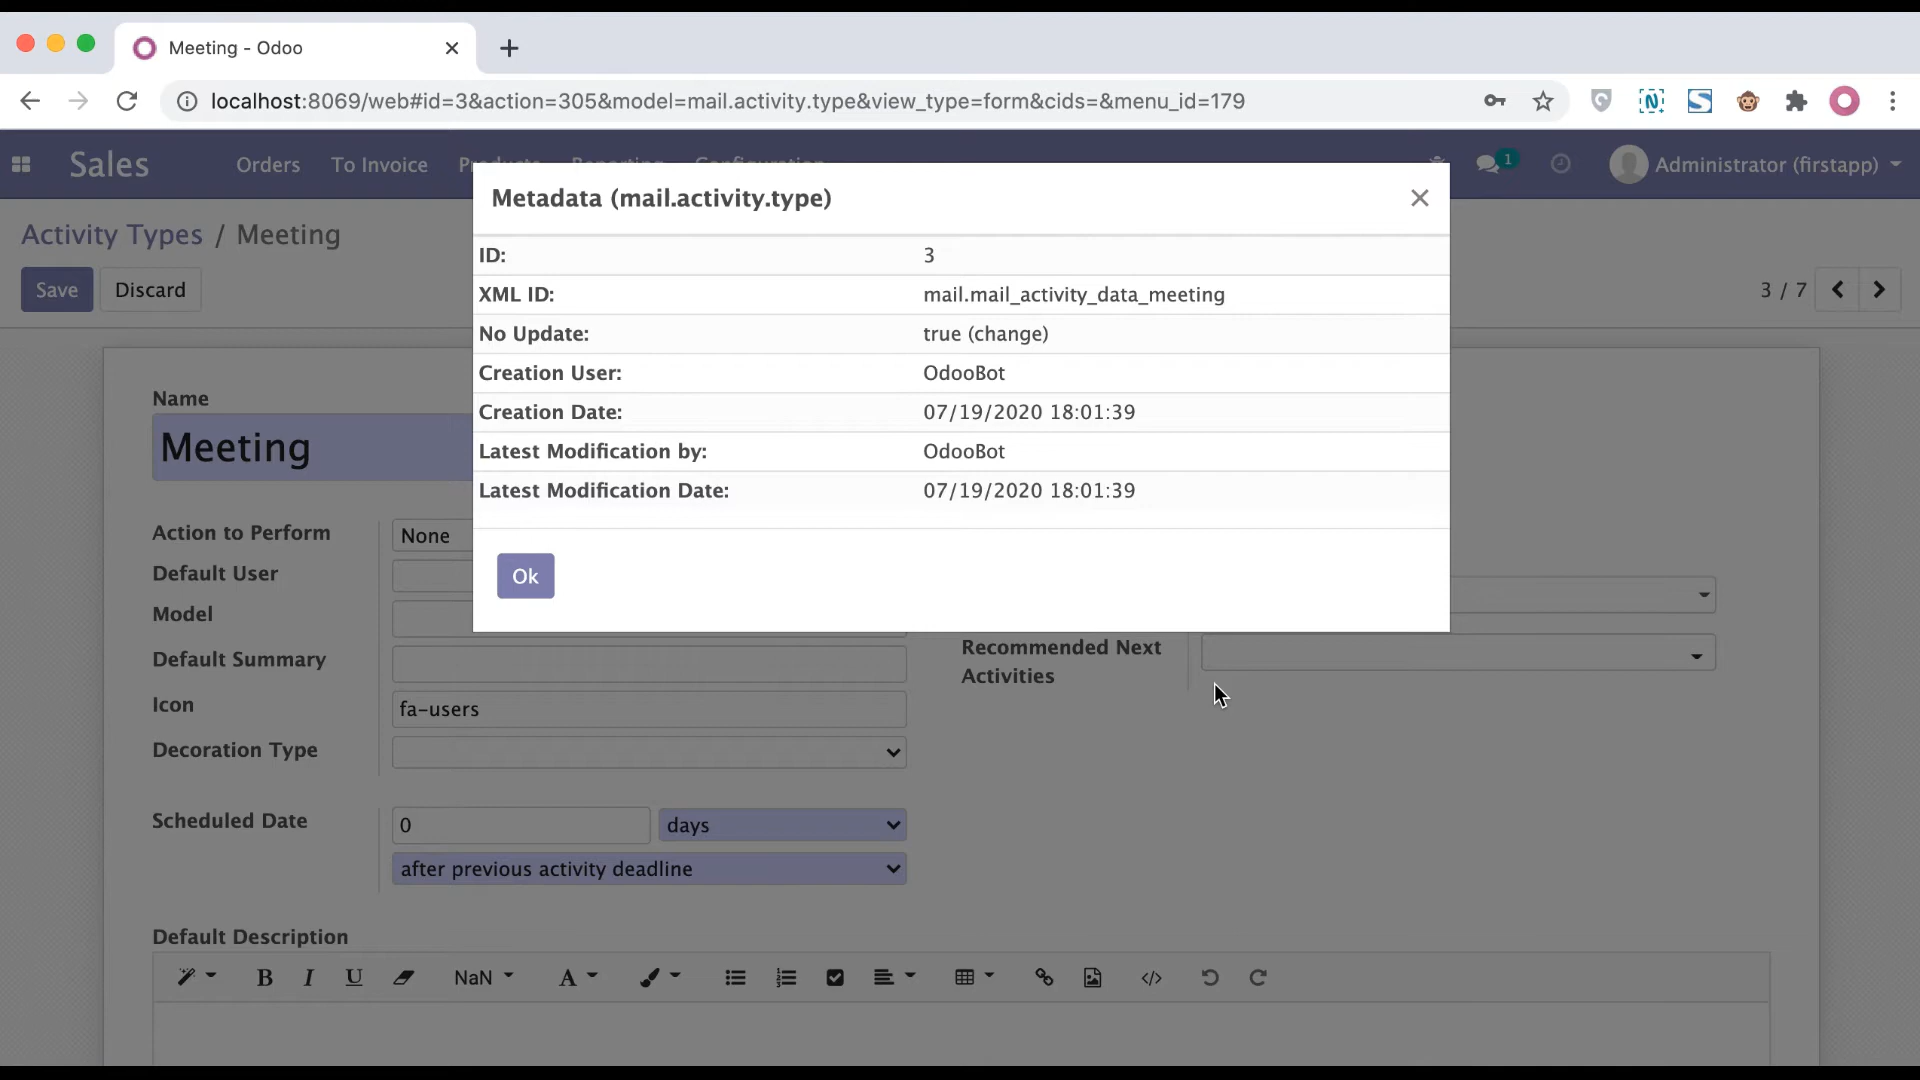 Meeting - Odoo
localhost:8069/web#id=3&action=305&model=mail.activity.type&view_type=form&cids=&menu_id=179
Sales Orders To Invoice Products Reporting Configuration 1 Administrator (firstapp)
Activity Types / Meeting
Save Discard 3 / 7
Metadata (mail.activity.type)
ID: 3
XML ID: mail.mail_activity_data_meeting
No Update: true (change)
Creation User: OdooBot
Creation Date: 07/19/2020 18:01:39
Latest Modification by: OdooBot
Latest Modification Date: 07/19/2020 18:01:39
Ok
Name
Meeting
Action to Perform None
Default User
Model
Default Summary
Icon fa-users
Decoration Type
Recommended Next
Activities
Scheduled Date 0 days
after previous activity deadline
Default Description
B I U NaN A